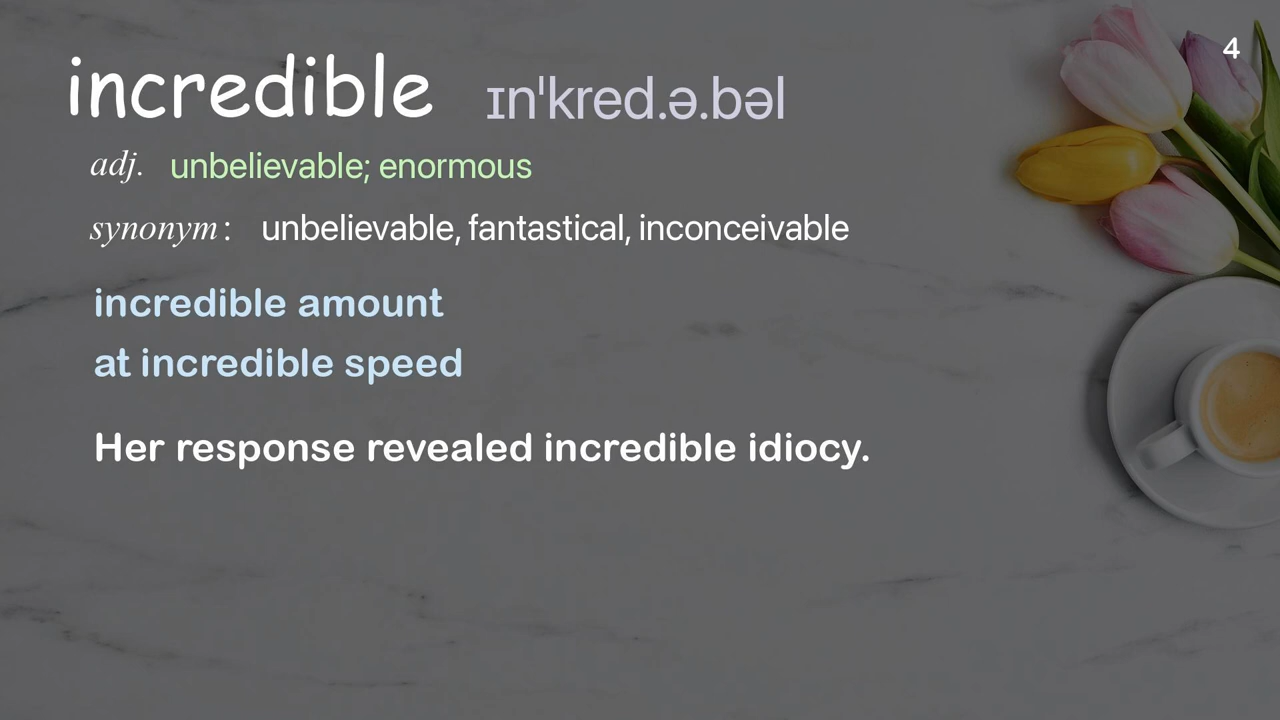 4
incredible ɪnˈkred.ə.bəl
adj. unbelievable; enormous
synonym: unbelievable, fantastical, inconceivable
incredible amount
at incredible speed
Her response revealed incredible idiocy.